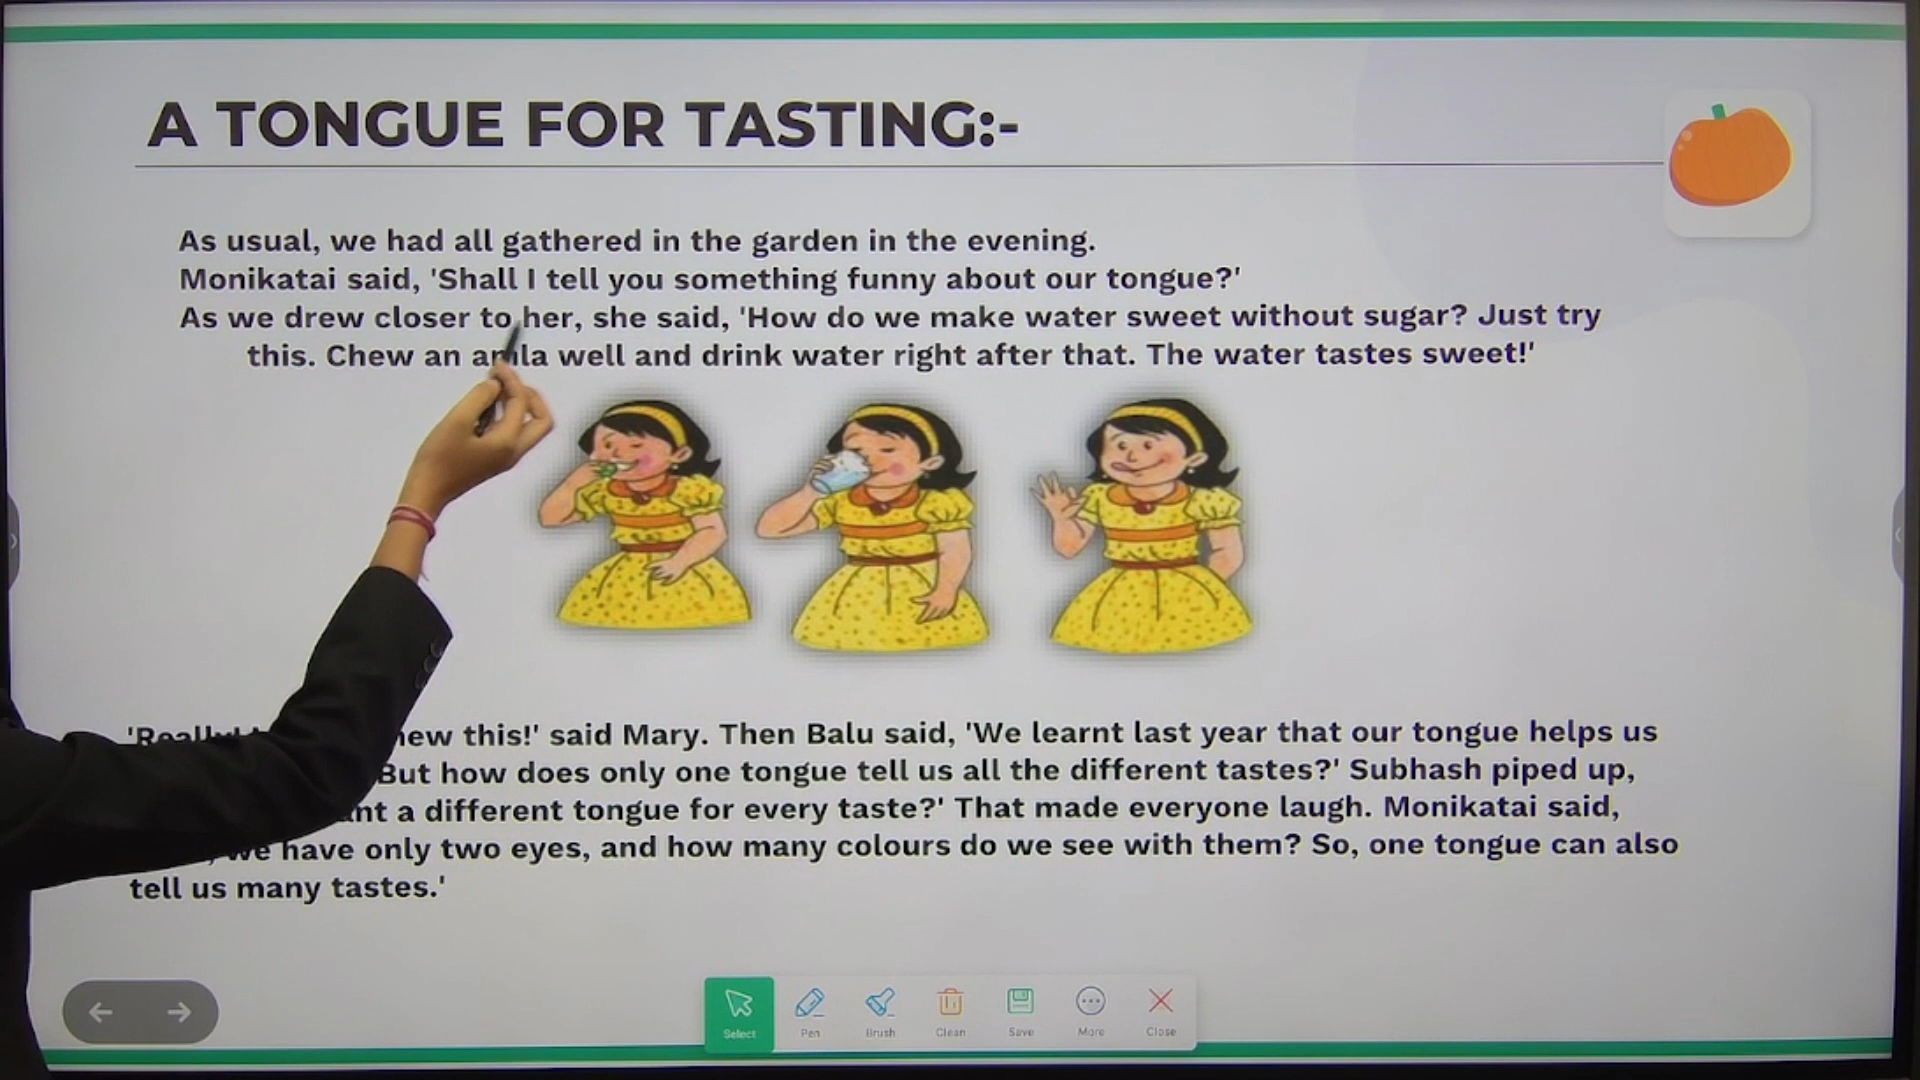 A TONGUE FOR TASTING:-
As usual, we had all gathered in the garden in the evening.
Monikatai said, 'Shall I tell you something funny about our tongue?'
As we drew closer to her, she said, 'How do we make water sweet without sugar? Just try
this. Chew an amla well and drink water right after that. The water tastes sweet!'
'Really! this!' said Mary. Then Balu said, 'We learnt last year that our tongue helps us
But how does only one tongue tell us all the different tastes?' Subhash piped up,
a different tongue for every taste?' That made everyone laugh. Monikatai said,
we have only two eyes, and how many colours do we see with them? So, one tongue can also
tell us many tastes.'
Select Pen Brush Clean Save More Close